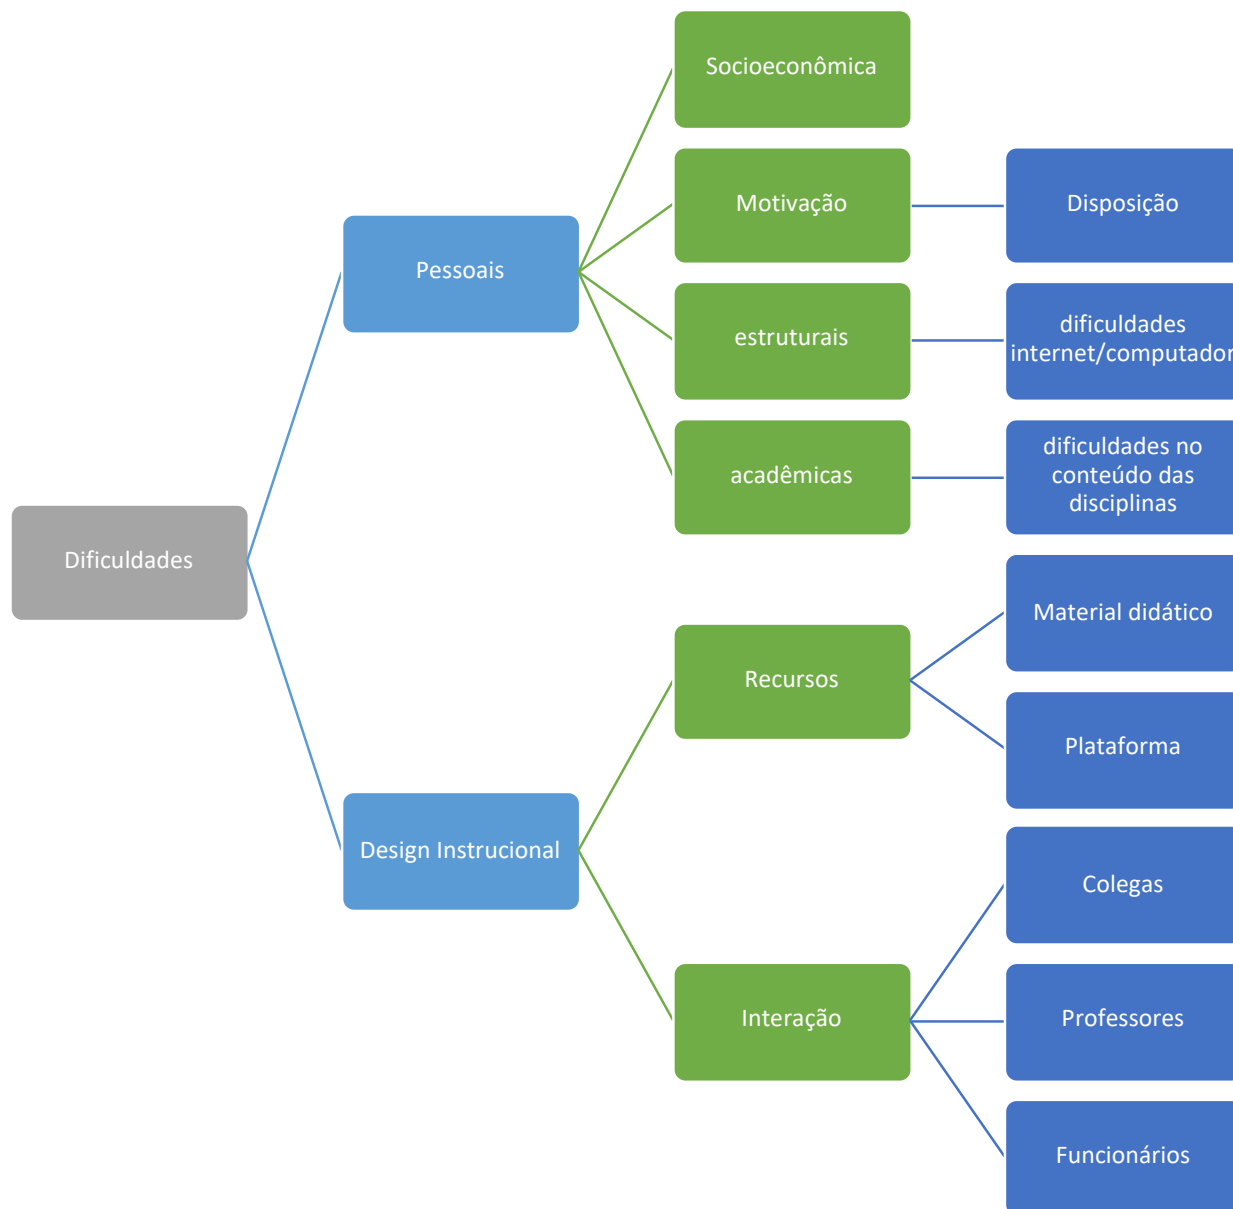 Socioeconômica
Motivação
Disposição
Pessoais
estruturais
dificuldades
internet/computador
acadêmicas
dificuldades no
conteúdo das
disciplinas
Dificuldades
Material didático
Recursos
Plataforma
Design Instrucional
Colegas
Interação
Professores
Funcionários